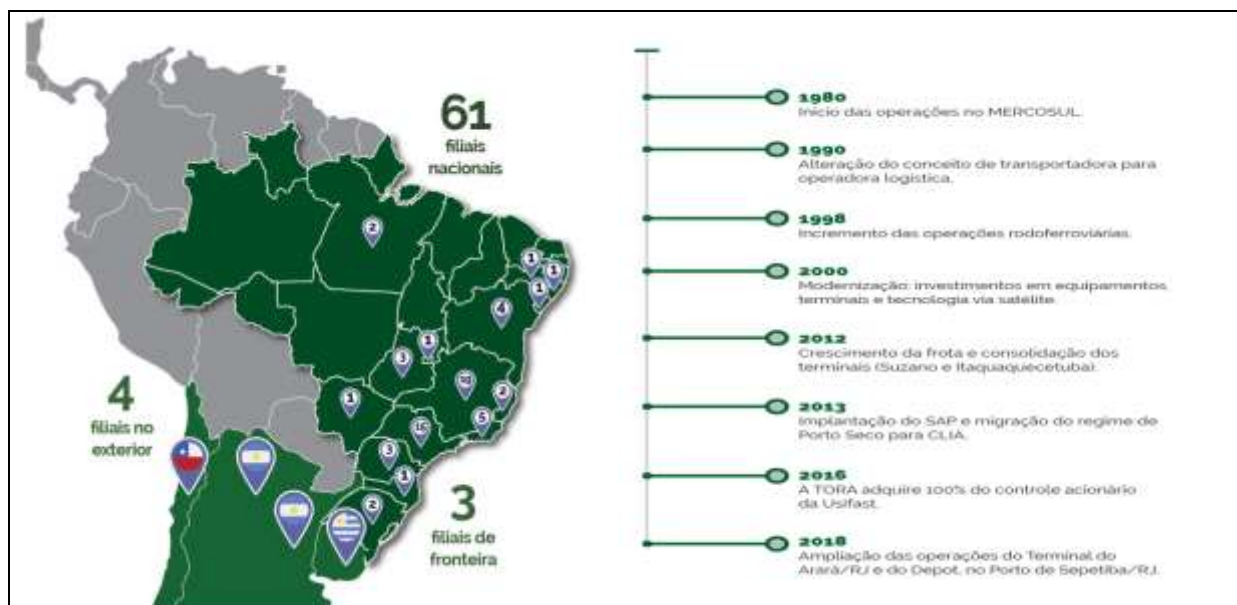 61
filiais
nacionais
2
1
1
1
4
1
3
10
2
1
5
16
3
1
2
4
filiais no
exterior
3
filiais de
fronteira
1980
Início das operações no MERCOSUL.
1990
Alteração do conceito de transportadora para
operadora logística.
1998
Incremento das operações rodoferroviárias.
2000
Modernização: investimentos em equipamentos,
terminais e tecnologia via satélite.
2012
Crescimento da frota e consolidação dos
terminais (Suzano e Itaquaquecetuba).
2013
Implantação do SAP e migração do regime de
Porto Seco para CLIA.
2016
A TORA adquire 100% do controle acionário
da Usifast.
2018
Ampliação das operações do Terminal do
Arará/RJ e do Depot, no Porto de Sepetiba/RJ.